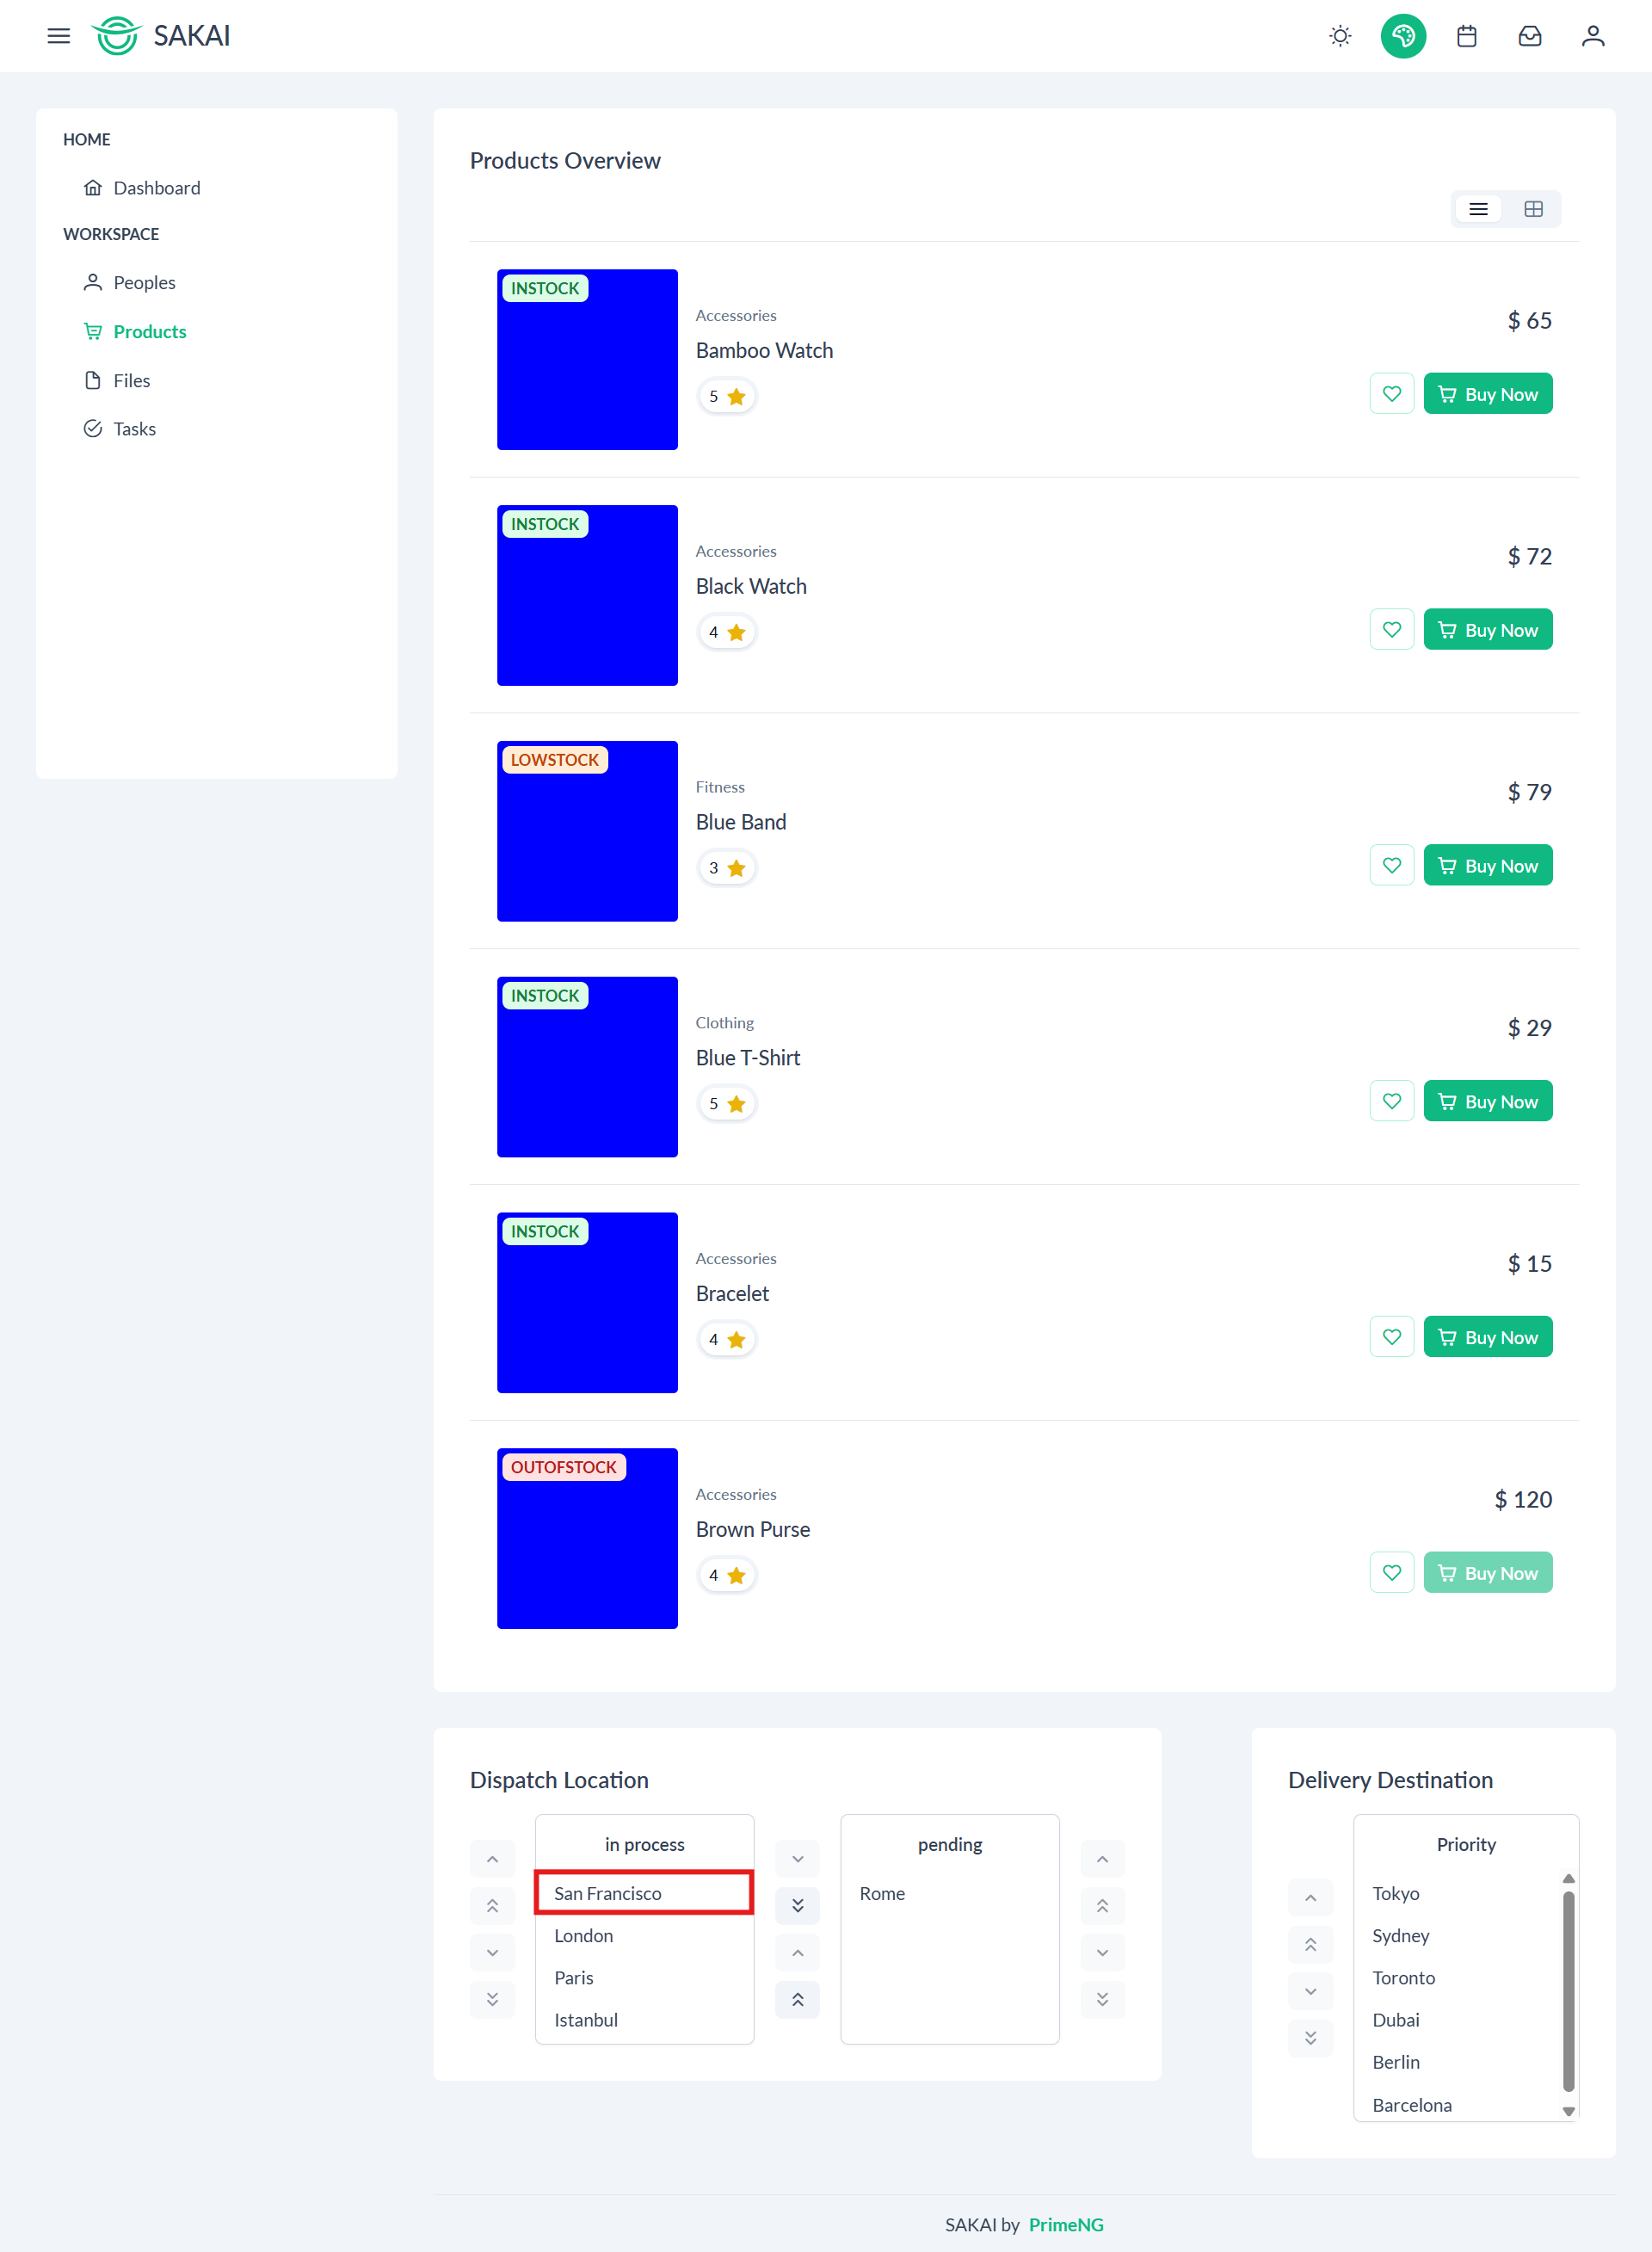 SAKAI
HOME
Dashboard
WORKSPACE
Peoples
Products
Files
Tasks
Products Overview
INSTOCK
Accessories
Bamboo Watch
5
$ 65
Buy Now
INSTOCK
Accessories
Black Watch
4
$ 72
Buy Now
LOWSTOCK
Fitness
Blue Band
3
$ 79
Buy Now
INSTOCK
Clothing
Blue T-Shirt
5
$ 29
Buy Now
INSTOCK
Accessories
Bracelet
4
$ 15
Buy Now
OUTOFSTOCK
Accessories
Brown Purse
4
$ 120
Buy Now
Dispatch Location
in process
San Francisco
London
Paris
Istanbul
pending
Rome
Delivery Destination
Priority
Tokyo
Sydney
Toronto
Dubai
Berlin
Barcelona
SAKAI by PrimeNG